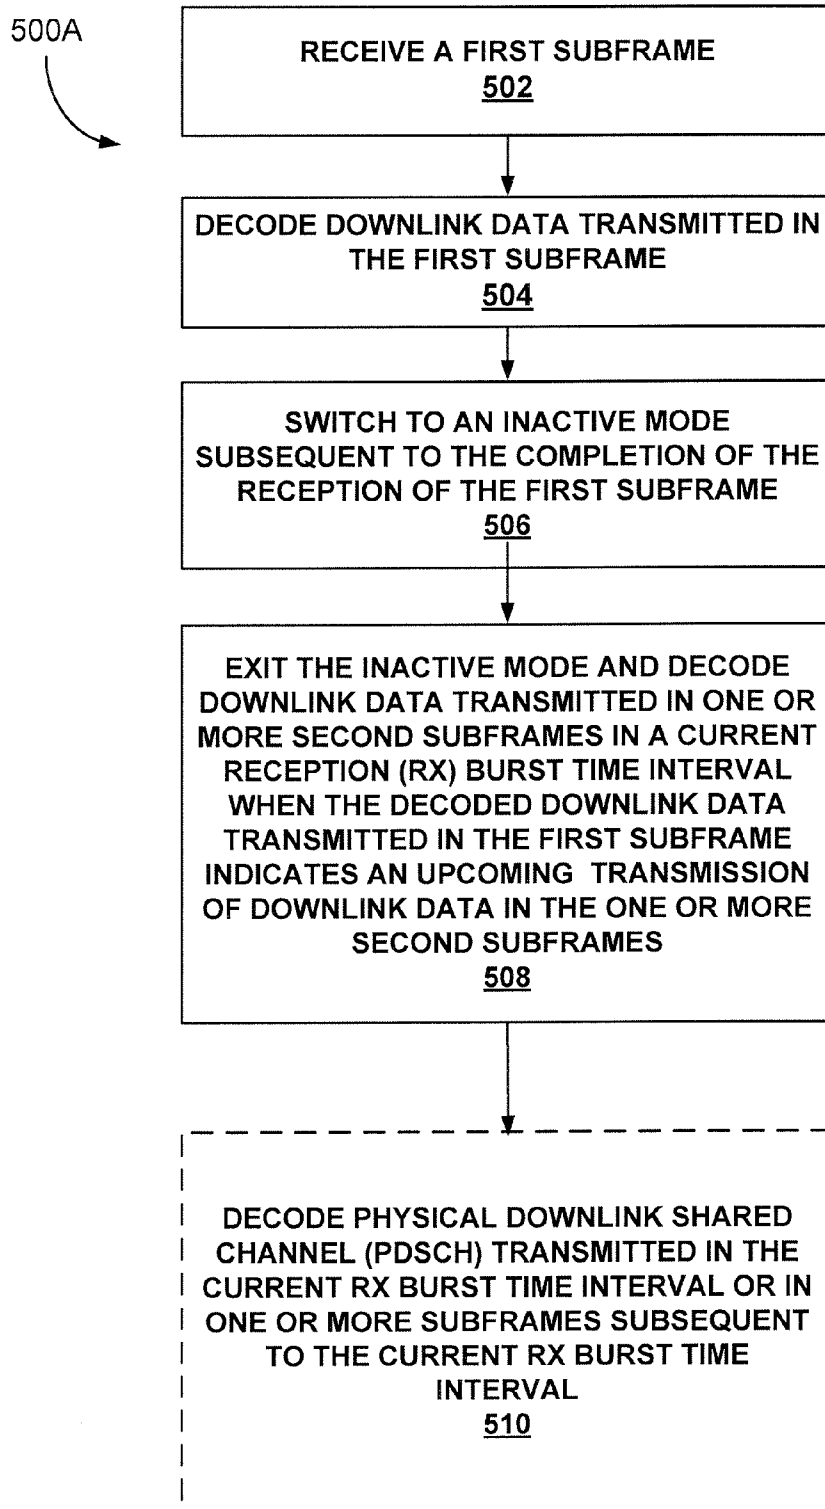 500A
RECEIVE A FIRST SUBFRAME
502
DECODE DOWNLINK DATA TRANSMITTED IN
THE FIRST SUBFRAME
504
SWITCH TO AN INACTIVE MODE
SUBSEQUENT TO THE COMPLETION OF THE
RECEPTION OF THE FIRST SUBFRAME
506
EXIT THE INACTIVE MODE AND DECODE
DOWNLINK DATA TRANSMITTED IN ONE OR
MORE SECOND SUBFRAMES IN A CURRENT
RECEPTION (RX) BURST TIME INTERVAL
WHEN THE DECODED DOWNLINK DATA
TRANSMITTED IN THE FIRST SUBFRAME
INDICATES AN UPCOMING TRANSMISSION
OF DOWNLINK DATA IN THE ONE OR MORE
SECOND SUBFRAMES
508
DECODE PHYSICAL DOWNLINK SHARED
CHANNEL (PDSCH) TRANSMITTED IN THE
CURRENT RX BURST TIME INTERVAL OR IN
ONE OR MORE SUBFRAMES SUBSEQUENT
TO THE CURRENT RX BURST TIME
INTERVAL
510